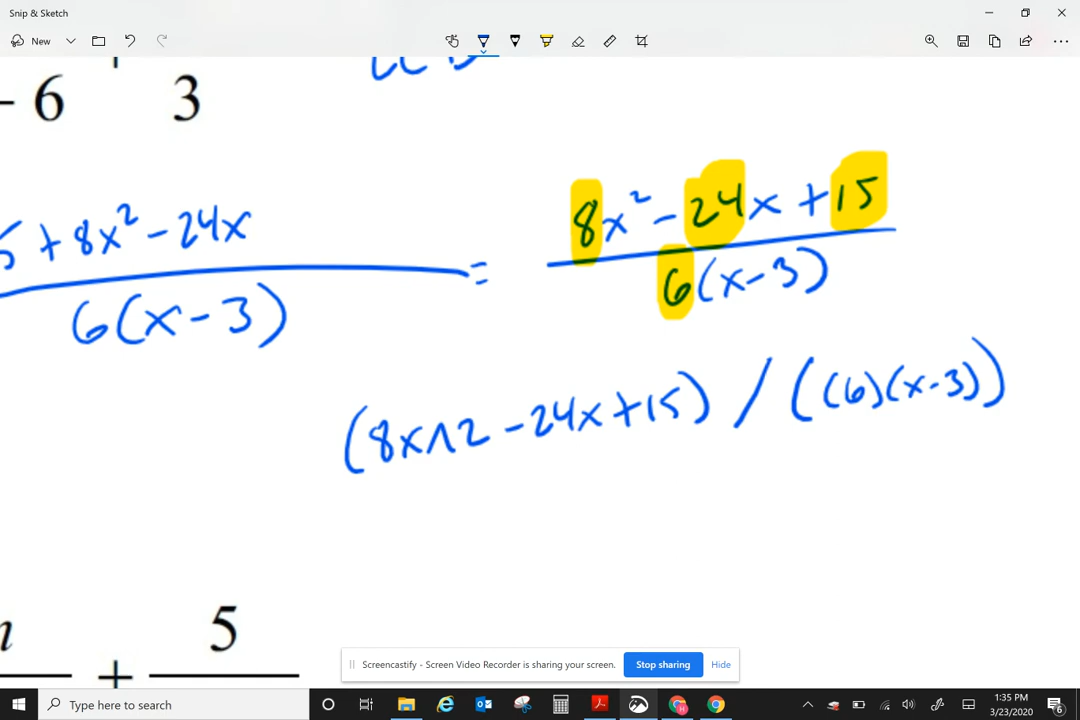 Snip & Sketch
New
- 6 + 3
LCD
8x² - 24x + 15
5 + 8x² - 24x
=
6(x-3)
6(x - 3)
(8x^2 - 24x + 15) / ((6)(x-3))
5
+
Screencastify - Screen Video Recorder is sharing your screen. Stop sharing Hide
Type here to search
1:35 PM
3/23/2020
6